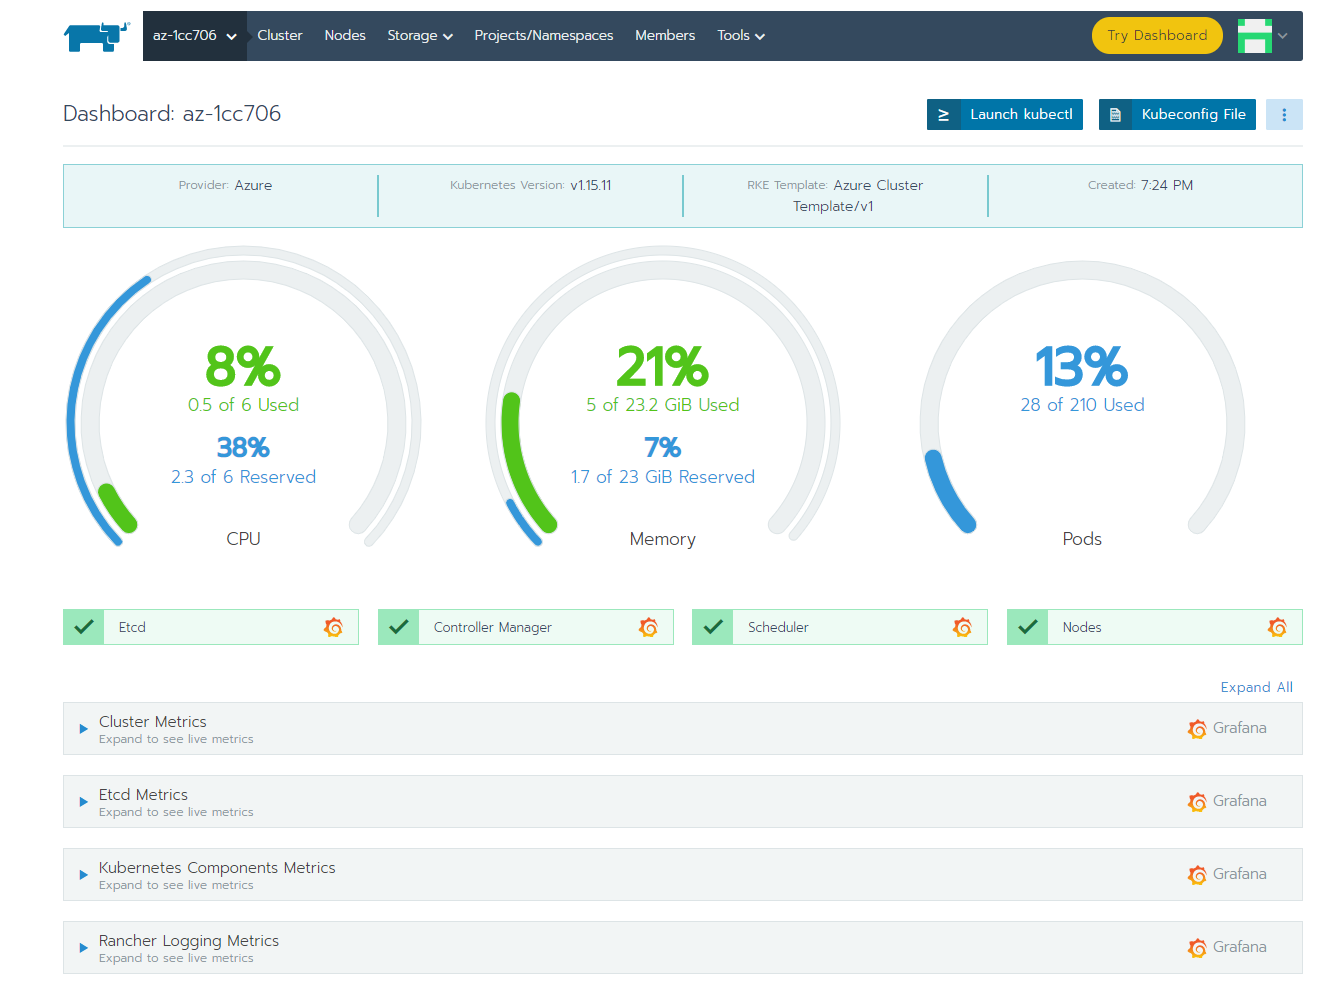 az-1cc706 Cluster Nodes Storage Projects/Namespaces Members Tools Try Dashboard
Dashboard: az-1cc706
Launch kubectl Kubeconfig File
Provider: Azure
Kubernetes Version: v1.15.11
RKE Template: Azure Cluster
Template/v1
Created: 7:24 PM
8%
0.5 of 6 Used
38%
2.3 of 6 Reserved
CPU
21%
5 of 23.2 GiB Used
7%
1.7 of 23 GiB Reserved
Memory
13%
28 of 210 Used
Pods
Etcd
Controller Manager
Scheduler
Nodes
Expand All
Cluster Metrics
Expand to see live metrics
Grafana
Etcd Metrics
Expand to see live metrics
Grafana
Kubernetes Components Metrics
Expand to see live metrics
Grafana
Rancher Logging Metrics
Expand to see live metrics
Grafana